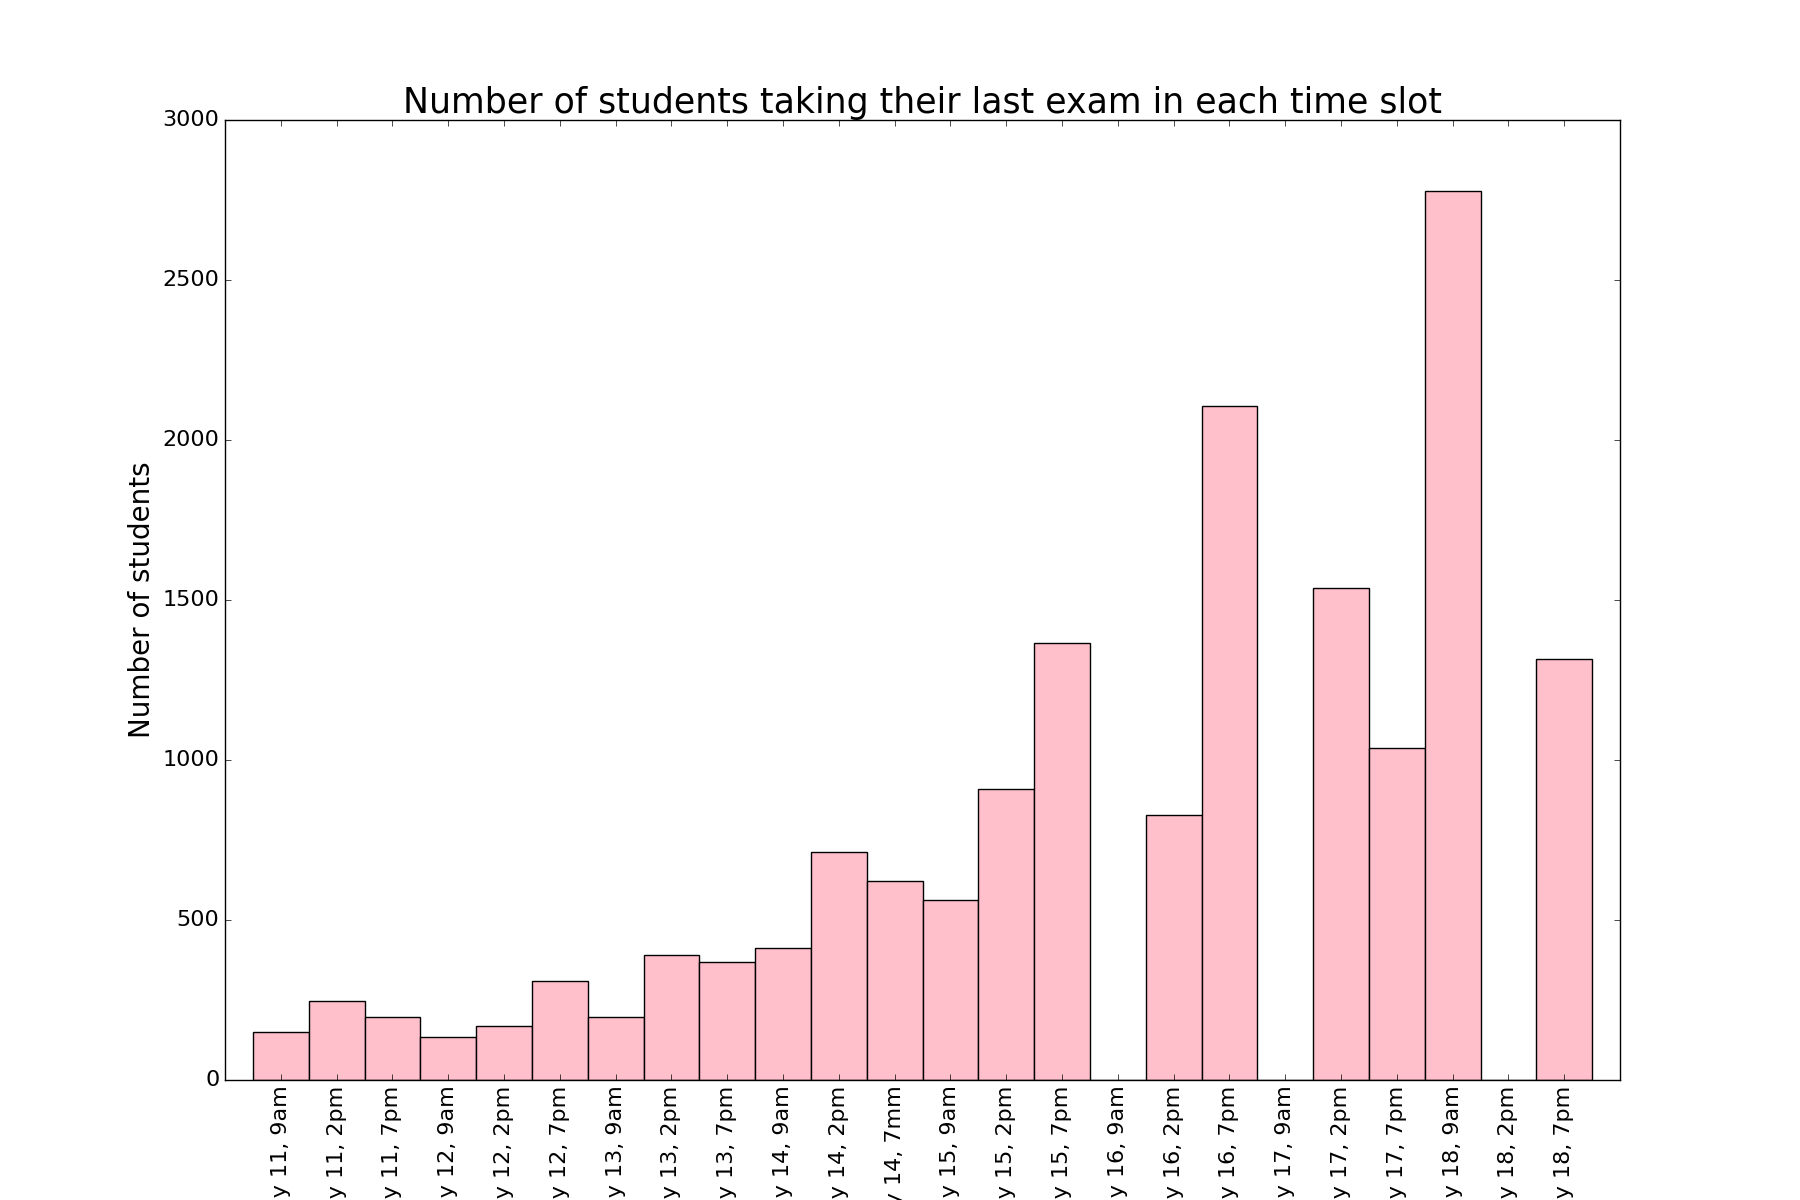 Number of students taking their last exam in each time slot
Number of students
3000
2500
2000
1500
1000
500
0
y 11, 9am
y 11, 2pm
y 11, 7pm
y 12, 9am
y 12, 2pm
y 12, 7pm
y 13, 9am
y 13, 2pm
y 13, 7pm
y 14, 9am
y 14, 2pm
y 14, 7mm
y 15, 9am
y 15, 2pm
y 15, 7pm
y 16, 9am
y 16, 2pm
y 16, 7pm
y 17, 9am
y 17, 2pm
y 17, 7pm
y 18, 9am
y 18, 2pm
y 18, 7pm